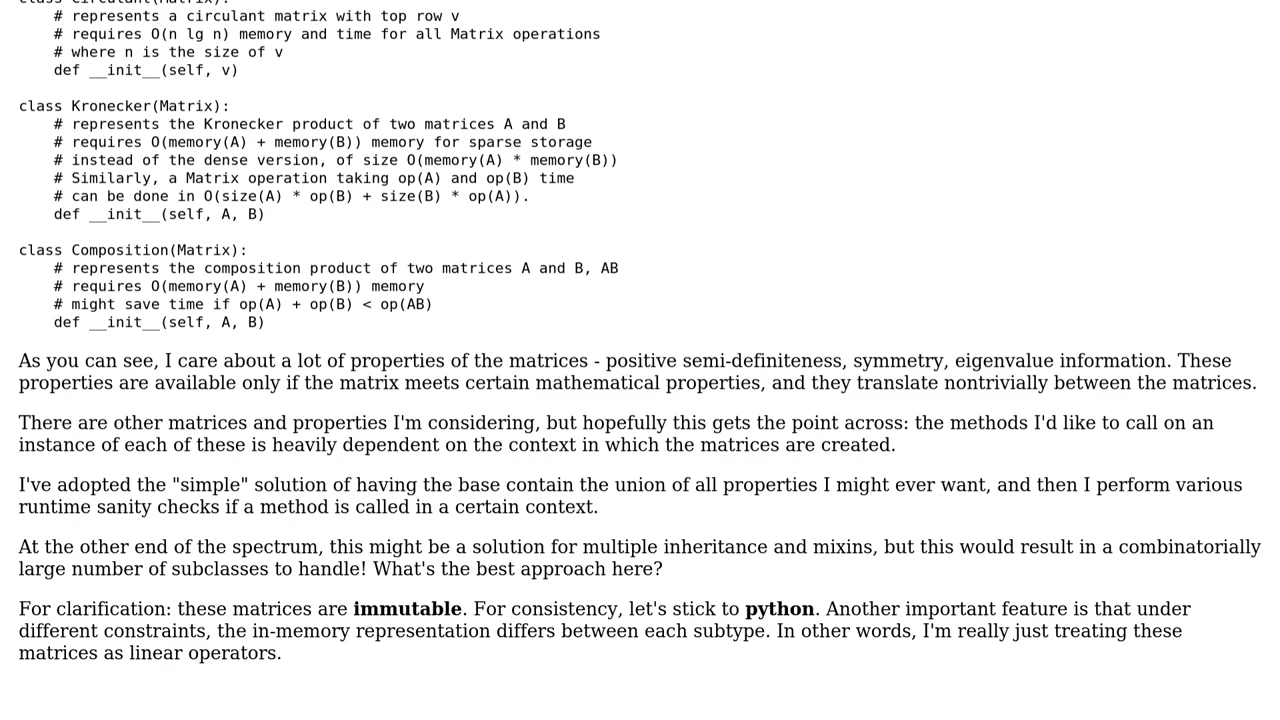 class Circulant(Matrix):
    # represents a circulant matrix with top row v
    # requires O(n lg n) memory and time for all Matrix operations
    # where n is the size of v
    def __init__(self, v)
class Kronecker(Matrix):
    # represents the Kronecker product of two matrices A and B
    # requires O(memory(A) + memory(B)) memory for sparse storage
    # instead of the dense version, of size O(memory(A) * memory(B))
    # Similarly, a Matrix operation taking op(A) and op(B) time
    # can be done in O(size(A) * op(B) + size(B) * op(A)).
    def __init__(self, A, B)
class Composition(Matrix):
    # represents the composition product of two matrices A and B, AB
    # requires O(memory(A) + memory(B)) memory
    # might save time if op(A) + op(B) < op(AB)
    def __init__(self, A, B)
As you can see, I care about a lot of properties of the matrices - positive semi-definiteness, symmetry, eigenvalue information. These
properties are available only if the matrix meets certain mathematical properties, and they translate nontrivially between the matrices.
There are other matrices and properties I'm considering, but hopefully this gets the point across: the methods I'd like to call on an
instance of each of these is heavily dependent on the context in which the matrices are created.
I've adopted the "simple" solution of having the base contain the union of all properties I might ever want, and then I perform various
runtime sanity checks if a method is called in a certain context.
At the other end of the spectrum, this might be a solution for multiple inheritance and mixins, but this would result in a combinatorially
large number of subclasses to handle! What's the best approach here?
For clarification: these matrices are immutable. For consistency, let's stick to python. Another important feature is that under
different constraints, the in-memory representation differs between each subtype. In other words, I'm really just treating these
matrices as linear operators.